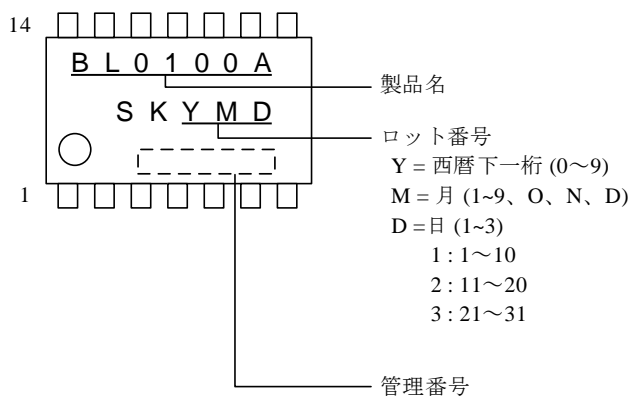 14
BL0100A
SKYMD
1
製品名
ロット番号
Y = 西暦下一桁 (0～9)
M = 月 (1~9、O、N、D)
D =日 (1~3)
1 : 1～10
2 : 11～20
3 : 21～31
管理番号